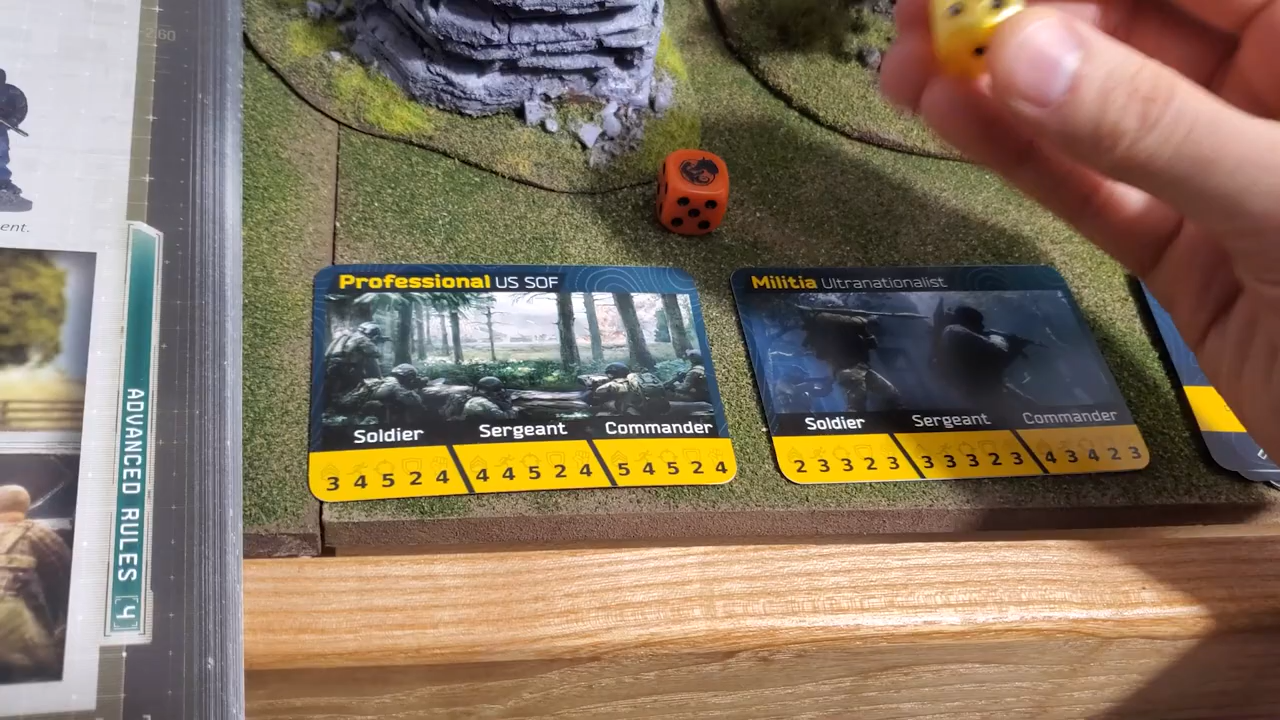 -2.60
ent.
ADVANCED RULES [4]
Professional US SOF
Soldier Sergeant Commander
3 4 5 2 4 4 4 5 2 4 5 4 5 2 4
Militia Ultranationalist
Soldier Sergeant Commander
2 3 3 2 3 3 3 3 2 3 4 3 4 2 3